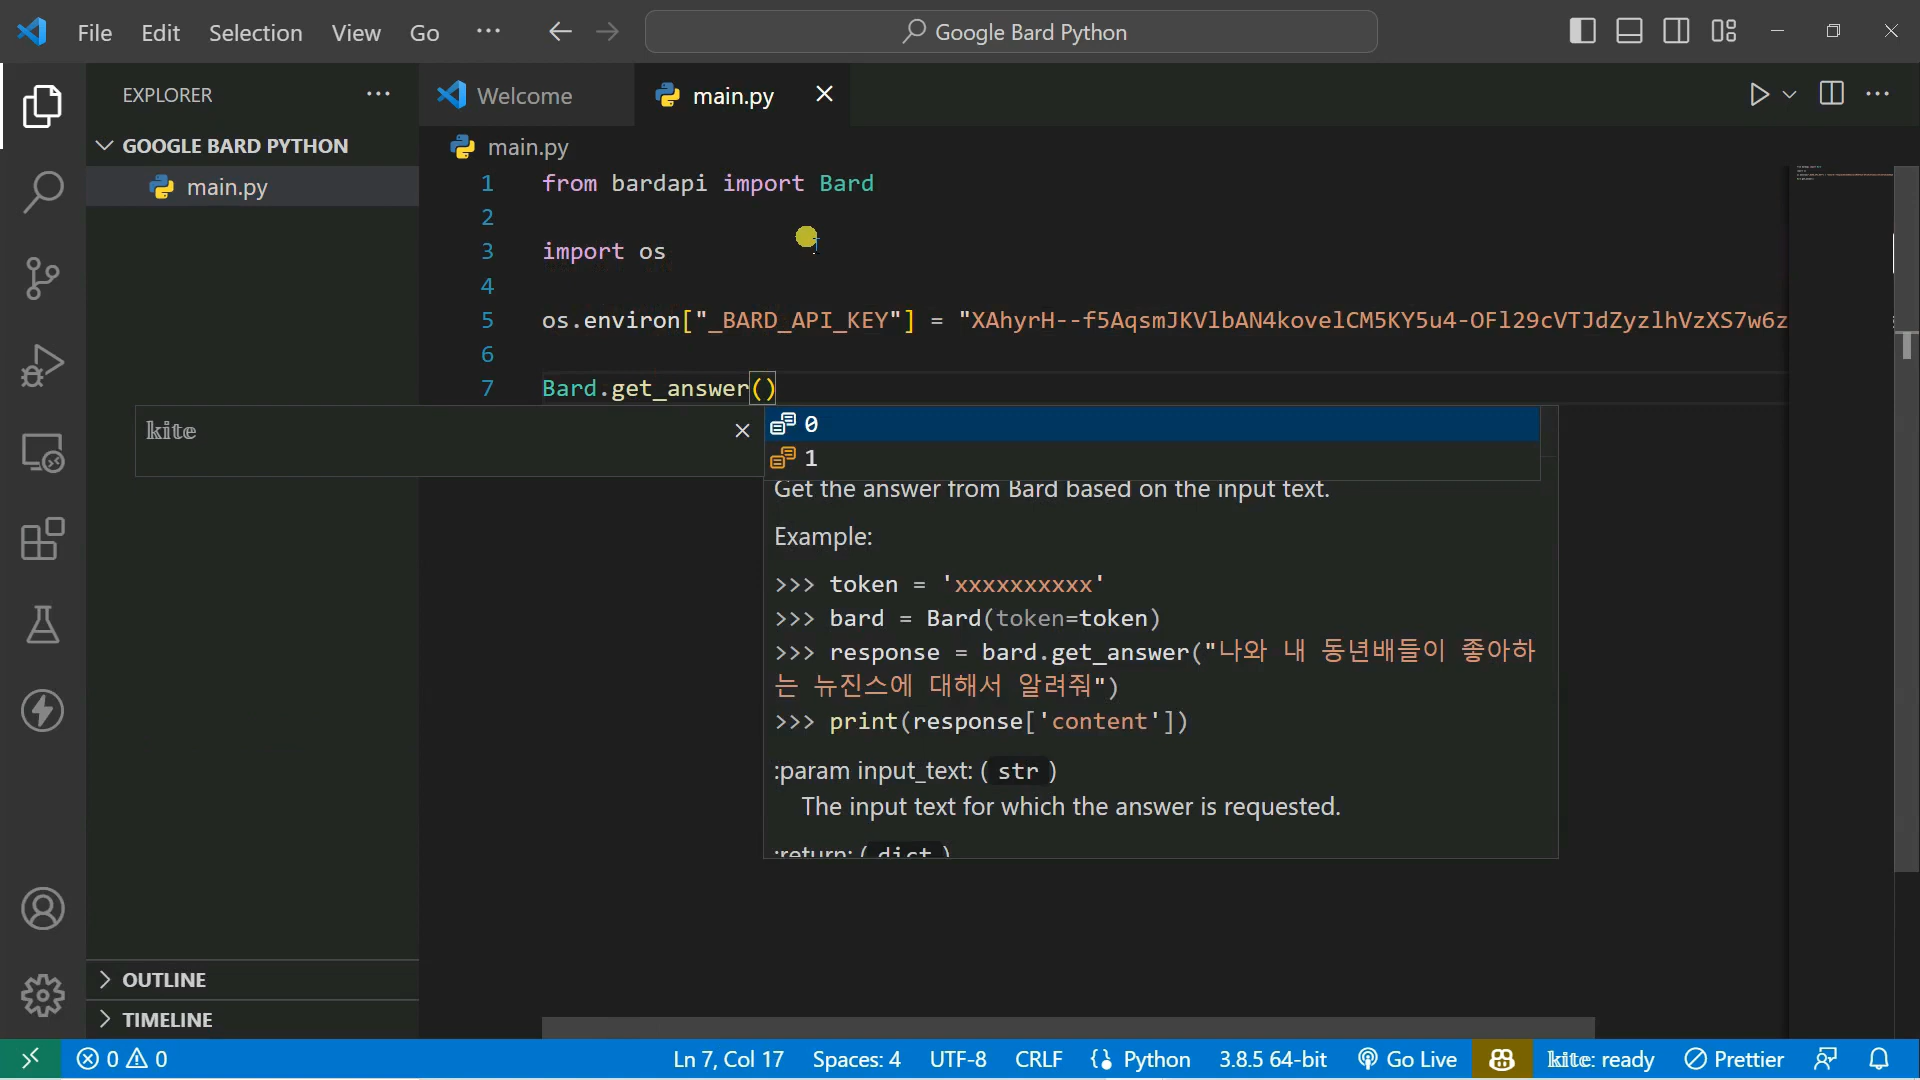 File Edit Selection View Go ··· Google Bard Python
EXPLORER ···
Welcome
main.py
GOOGLE BARD PYTHON
main.py
main.py
1 from bardapi import Bard
2
3 import os
4
5 os.environ["_BARD_API_KEY"] = "XAhyrH--f5AqsmJKVlbAN4kovelCM5KY5u4-OFl29cVTJdZyzlhVzXS7w6z
6
7 Bard.get_answer()
kite
0
1
Get the answer from Bard based on the input text.
Example:
>>> token = 'xxxxxxxxxx'
>>> bard = Bard(token=token)
>>> response = bard.get_answer("나와 내 동년배들이 좋아하
는 뉴진스에 대해서 알려줘")
>>> print(response['content'])
:param input_text: ( str )
The input text for which the answer is requested.
:return: ( dict )
OUTLINE
TIMELINE
0 0 Ln 7, Col 17 Spaces: 4 UTF-8 CRLF {} Python 3.8.5 64-bit Go Live kite: ready Prettier